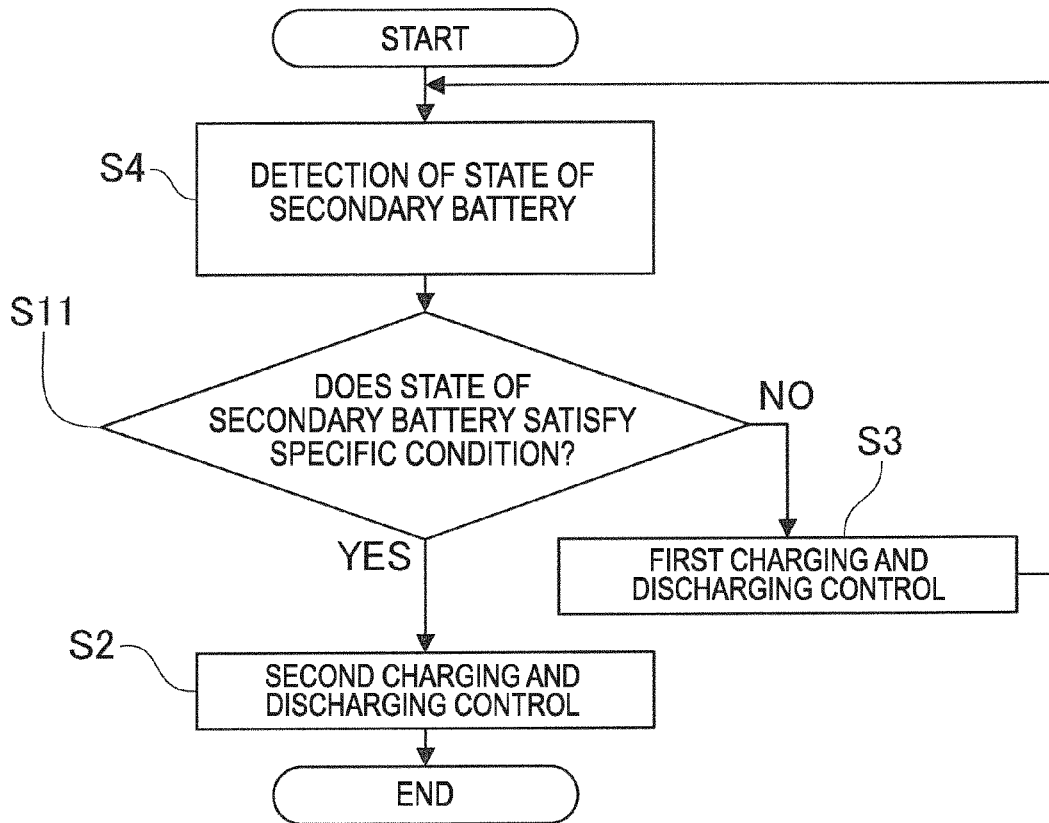 START
S4
DETECTION OF STATE OF
SECONDARY BATTERY
S11
DOES STATE OF
SECONDARY BATTERY SATISFY
SPECIFIC CONDITION?
NO
S3
FIRST CHARGING AND
DISCHARGING CONTROL
YES
S2
SECOND CHARGING AND
DISCHARGING CONTROL
END